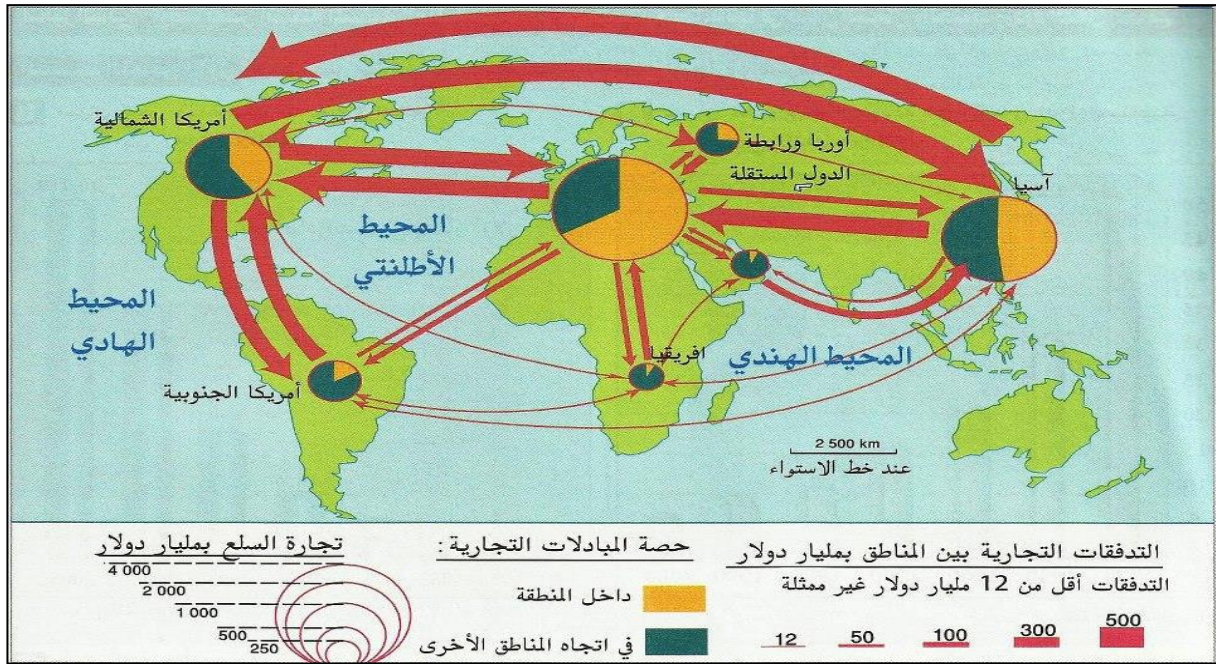 أمريكا الشمالية
أوربا ورابطة
الدول المستقلة
آسيا
المحيط
الأطلنتي
المحيط
الهادي
افريقيا
المحيط الهندي
أمريكا الجنوبية
2 500 km
عند خط الاستواء
التدفقات التجارية بين المناطق بمليار دولار
التدفقات أقل من 12 مليار دولار غير ممثلة
12 50 100 300 500
حصة المبادلات التجارية :
داخل المنطقة
في اتجاه المناطق الأخرى
تجارة السلع بمليار دولار
4 000
2 000
1 000
500
250